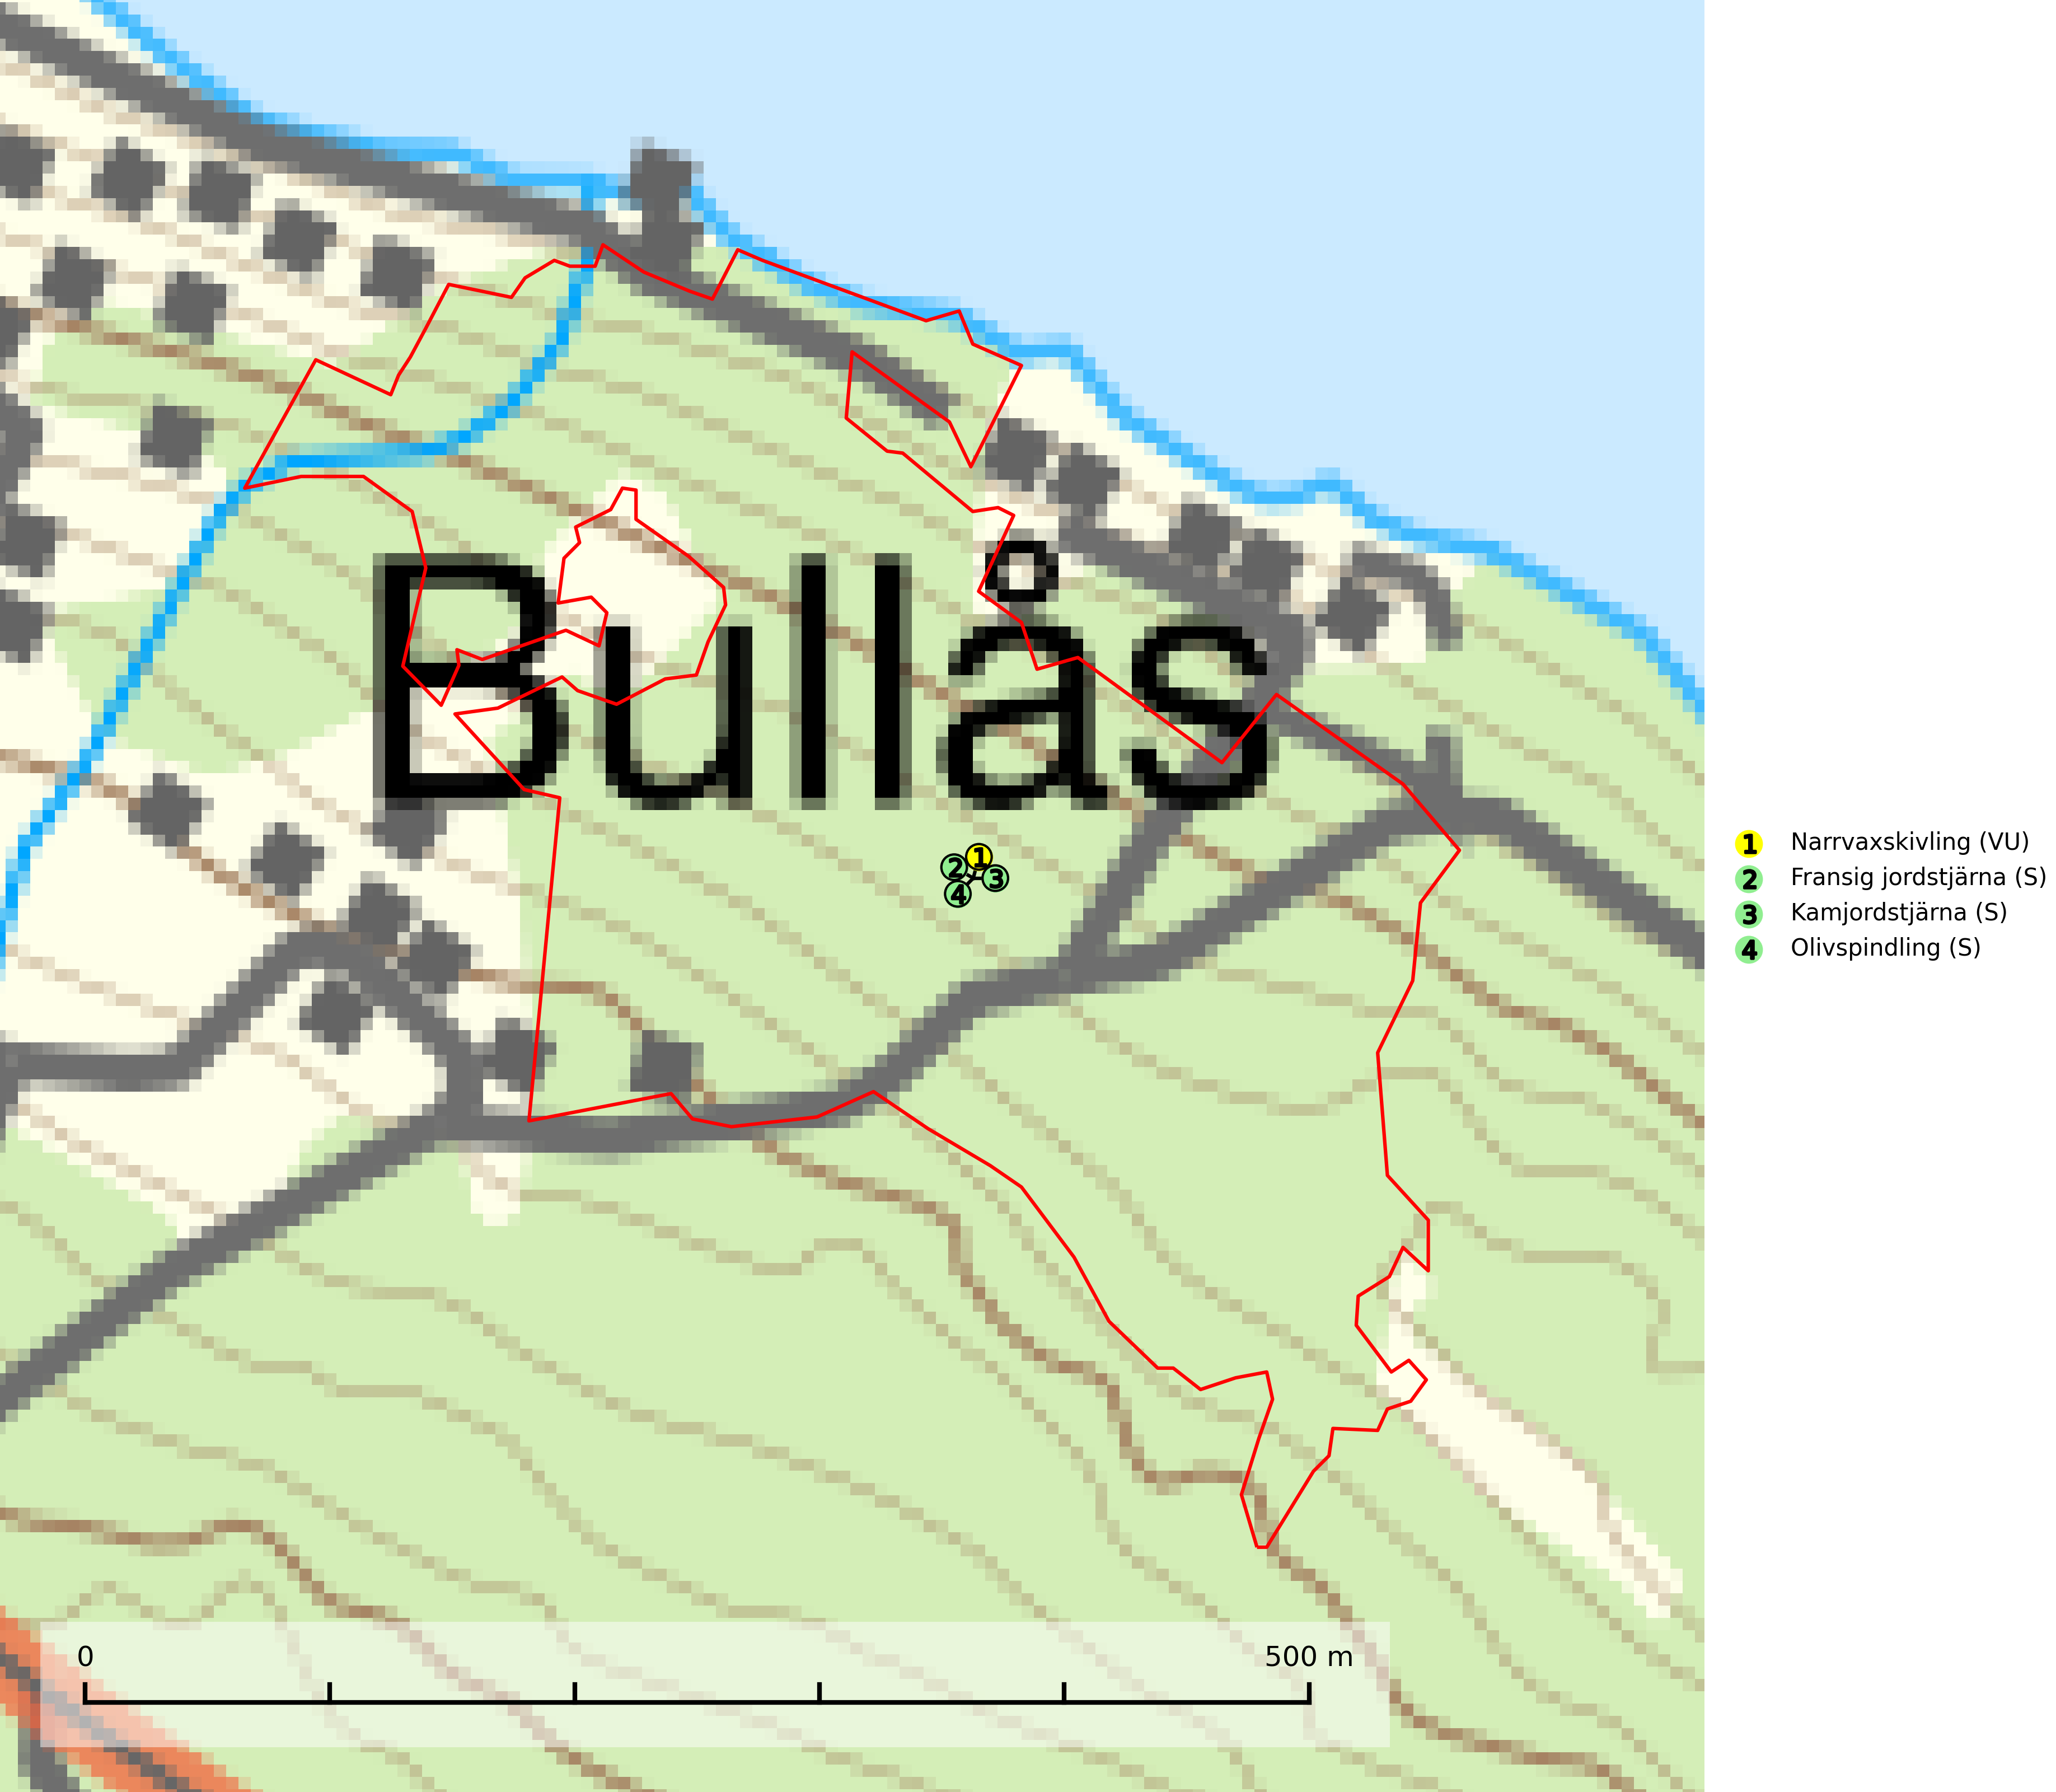 Bullås
1
2
3
4
1 Narrvaxskivling (VU)
2 Fransig jordstjärna (S)
3 Kamjordstjärna (S)
4 Olivspindling (S)
0 500 m